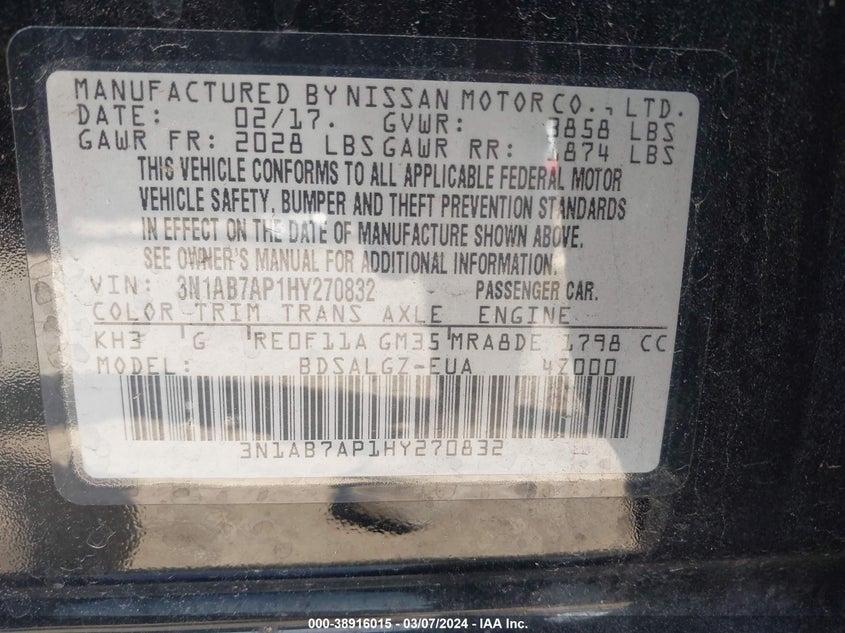 MANUFACTURED BY NISSAN MOTOR CO., LTD.
DATE: 02/17. GVWR: 3858 LBS
GAWR FR: 2028 LBS GAWR RR: 1874 LBS
THIS VEHICLE CONFORMS TO ALL APPLICABLE FEDERAL MOTOR
VEHICLE SAFETY, BUMPER AND THEFT PREVENTION STANDARDS
IN EFFECT ON THE DATE OF MANUFACTURE SHOWN ABOVE.
SEE OWNER'S MANUAL FOR ADDITIONAL INFORMATION.
VIN: 3N1AB7AP1HY270832 PASSENGER CAR.
COLOR TRIM TRANS AXLE ENGINE
KH3 G RE0F11A GM35 MRA8DE 1798 CC
MODEL: BDSALGZ-EUA 4Z000
3N1AB7AP1HY270832
000-38916015 - 03/07/2024 - IAA Inc.